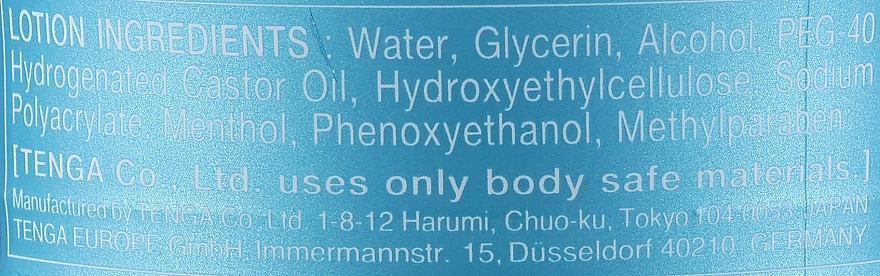 LOTION INGREDIENTS : Water, Glycerin, Alcohol, PEG-40
Hydrogenated Castor Oil, Hydroxyethylcellulose, Sodium
Polyacrylate, Menthol, Phenoxyethanol, Methylparaben
[TENGA Co., Ltd. uses only body safe materials.]
Manufactured by TENGA Co., Ltd. 1-8-12 Harumi, Chuo-ku, Tokyo 104-0053, JAPAN
TENGA EUROPE GmbH, Immermannstr. 15, Düsseldorf 40210, GERMANY